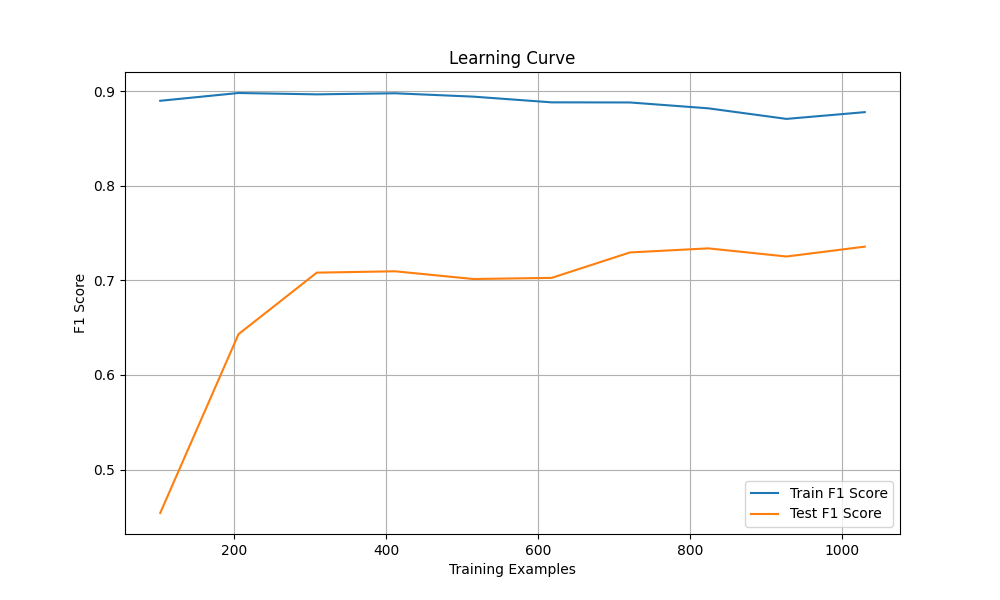 Learning Curve
0.9
0.8
0.7
0.6
0.5
F1 Score
200
400
600
800
1000
Training Examples
Train F1 Score
Test F1 Score